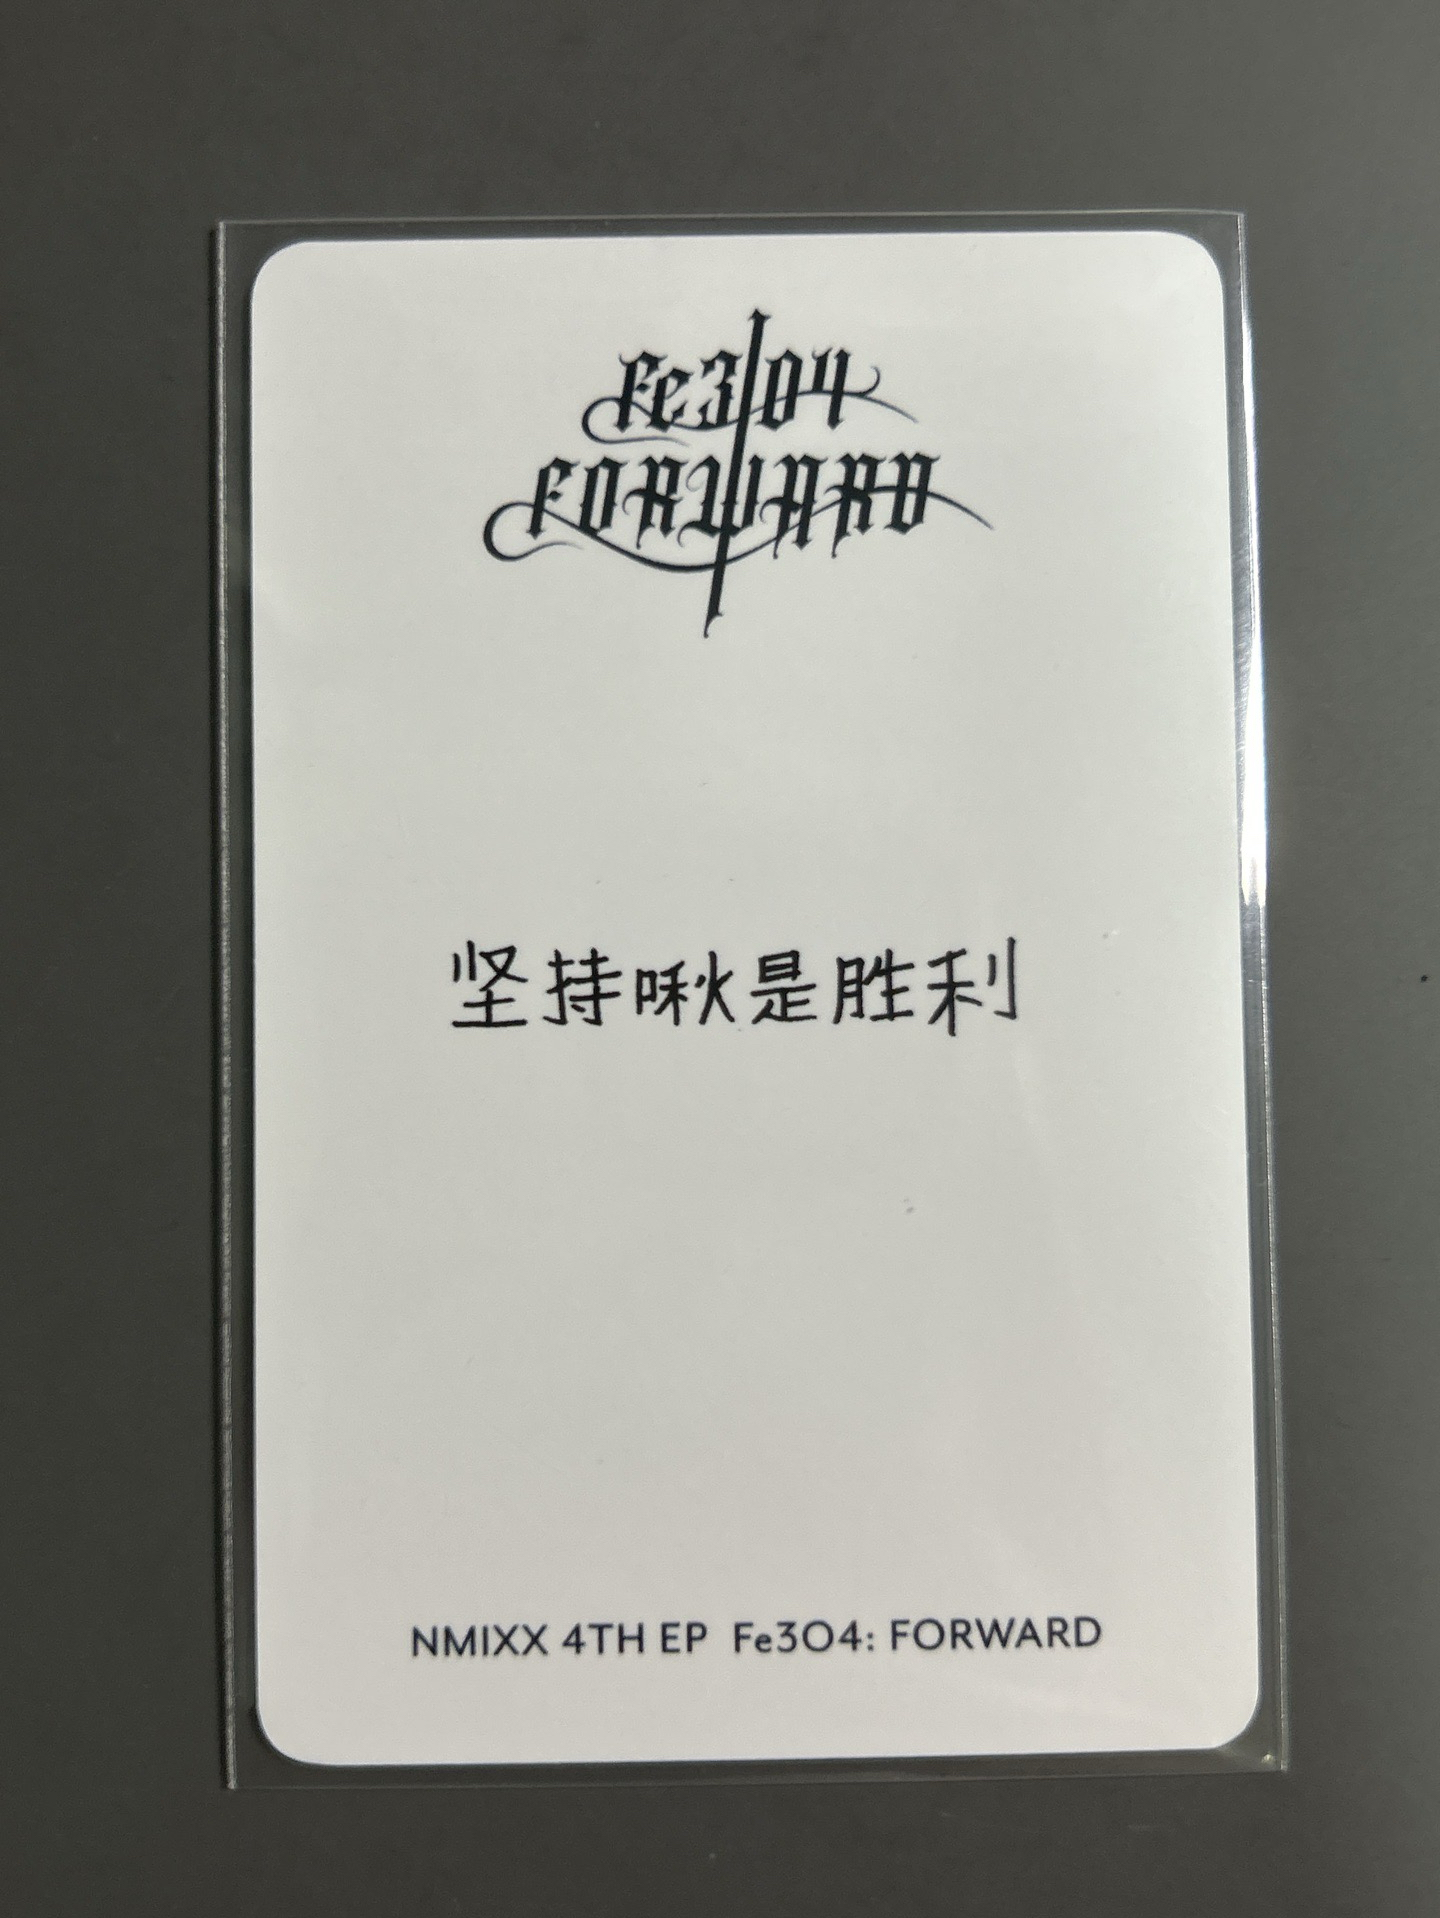 Fe3O4
FORWARD
坚持啾是胜利
NMIXX 4TH EP Fe3O4: FORWARD